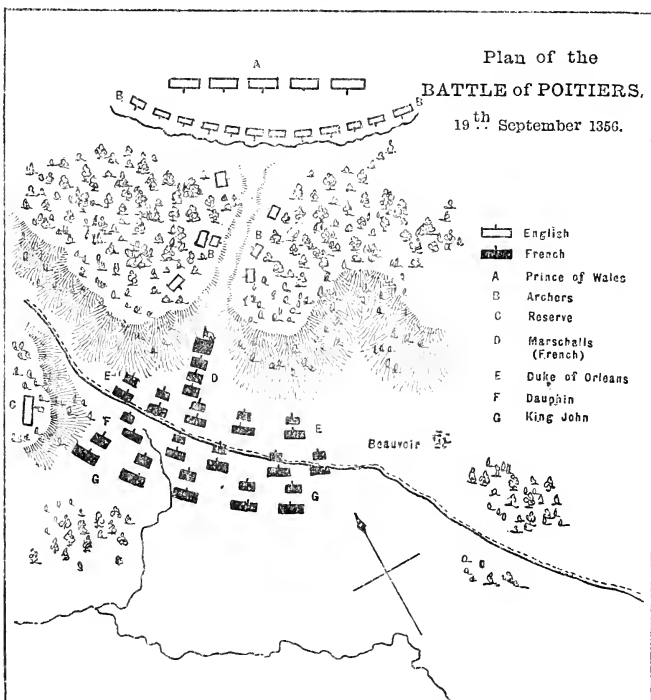 Plan of the
BATTLE of POITIERS,
19th September 1356.
A
B
B
English
French
A Prince of Wales
B Archers
C Reserve
D Marschalls
(French)
E Duke of Orleans
F Dauphin
G King John
B
B
E
D
C
F
E
Beauvoir
G
G